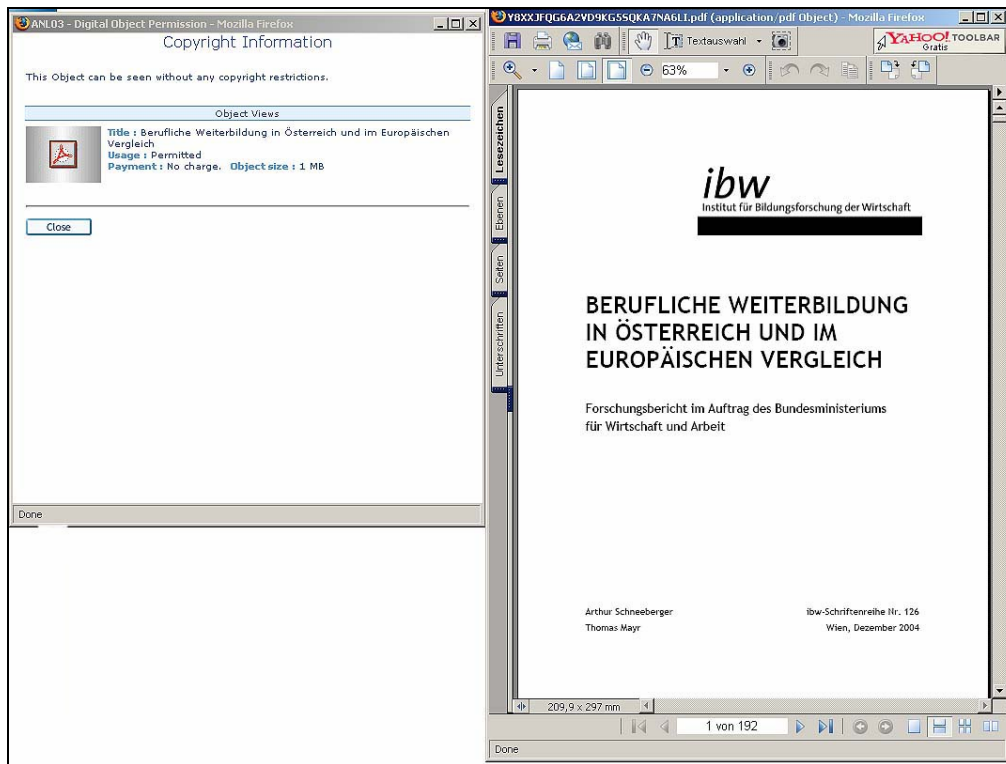 ANL03 - Digital Object Permission - Mozilla Firefox
Copyright Information
This Object can be seen without any copyright restrictions.
Object Views
Title : Berufliche Weiterbildung in Österreich und im Europäischen
Vergleich
Usage : Permitted
Payment : No charge. Object size : 1 MB
Close
Done
Y8XXJFQG6A2VD9KG5SQKA7NA6LI.pdf (application/pdf Object) - Mozilla Firefox
Textauswahl
YAHOO! TOOLBAR
Gratis
63%
Lesezeichen
Ebenen
Seiten
Unterschriften
ibw
Institut für Bildungsforschung der Wirtschaft
BERUFLICHE WEITERBILDUNG
IN ÖSTERREICH UND IM
EUROPÄISCHEN VERGLEICH
Forschungsbericht im Auftrag des Bundesministeriums
für Wirtschaft und Arbeit
Arthur Schneeberger
ibw-Schriftenreihe Nr. 126
Thomas Mayr
Wien, Dezember 2004
209,9 x 297 mm
1 von 192
Done